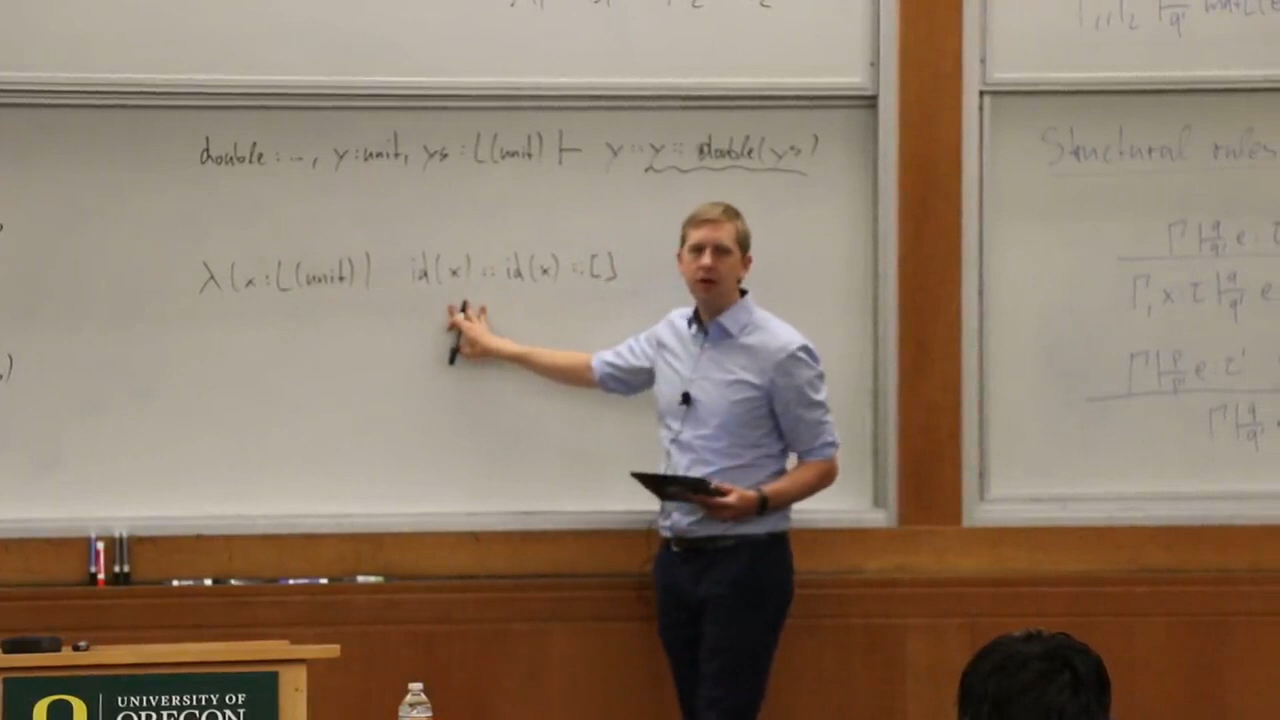 double : –, y:unit, ys : L(unit) ⊢ y :: y :: double(ys)
λ(x:L(unit)) id(x) :: id(x) :: []
Structural rules
Γ ⊢ q q' e : τ
Γ, x τ ⊢ q q' e
Γ ⊢ p p' e : τ'
Γ ⊢ q q'
UNIVERSITY OF
OREGON